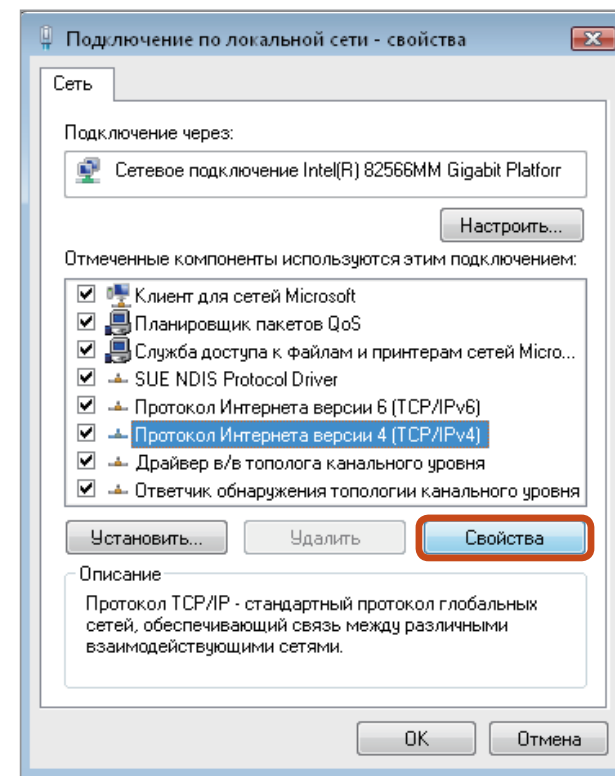 Подключение по локальной сети - свойства
Сеть
Подключение через:
Сетевое подключение Intel(R) 82566MM Gigabit Platforr
Настроить...
Отмеченные компоненты используются этим подключением:
Клиент для сетей Microsoft
Планировщик пакетов QoS
Служба доступа к файлам и принтерам сетей Micro...
SUE NDIS Protocol Driver
Протокол Интернета версии 6 (TCP/IPv6)
Протокол Интернета версии 4 (TCP/IPv4)
Драйвер в/в тополога канального уровня
Ответчик обнаружения топологии канального уровня
Установить... Удалить Свойства
Описание
Протокол TCP/IP - стандартный протокол глобальных
сетей, обеспечивающий связь между различными
взаимодействующими сетями.
OK Отмена